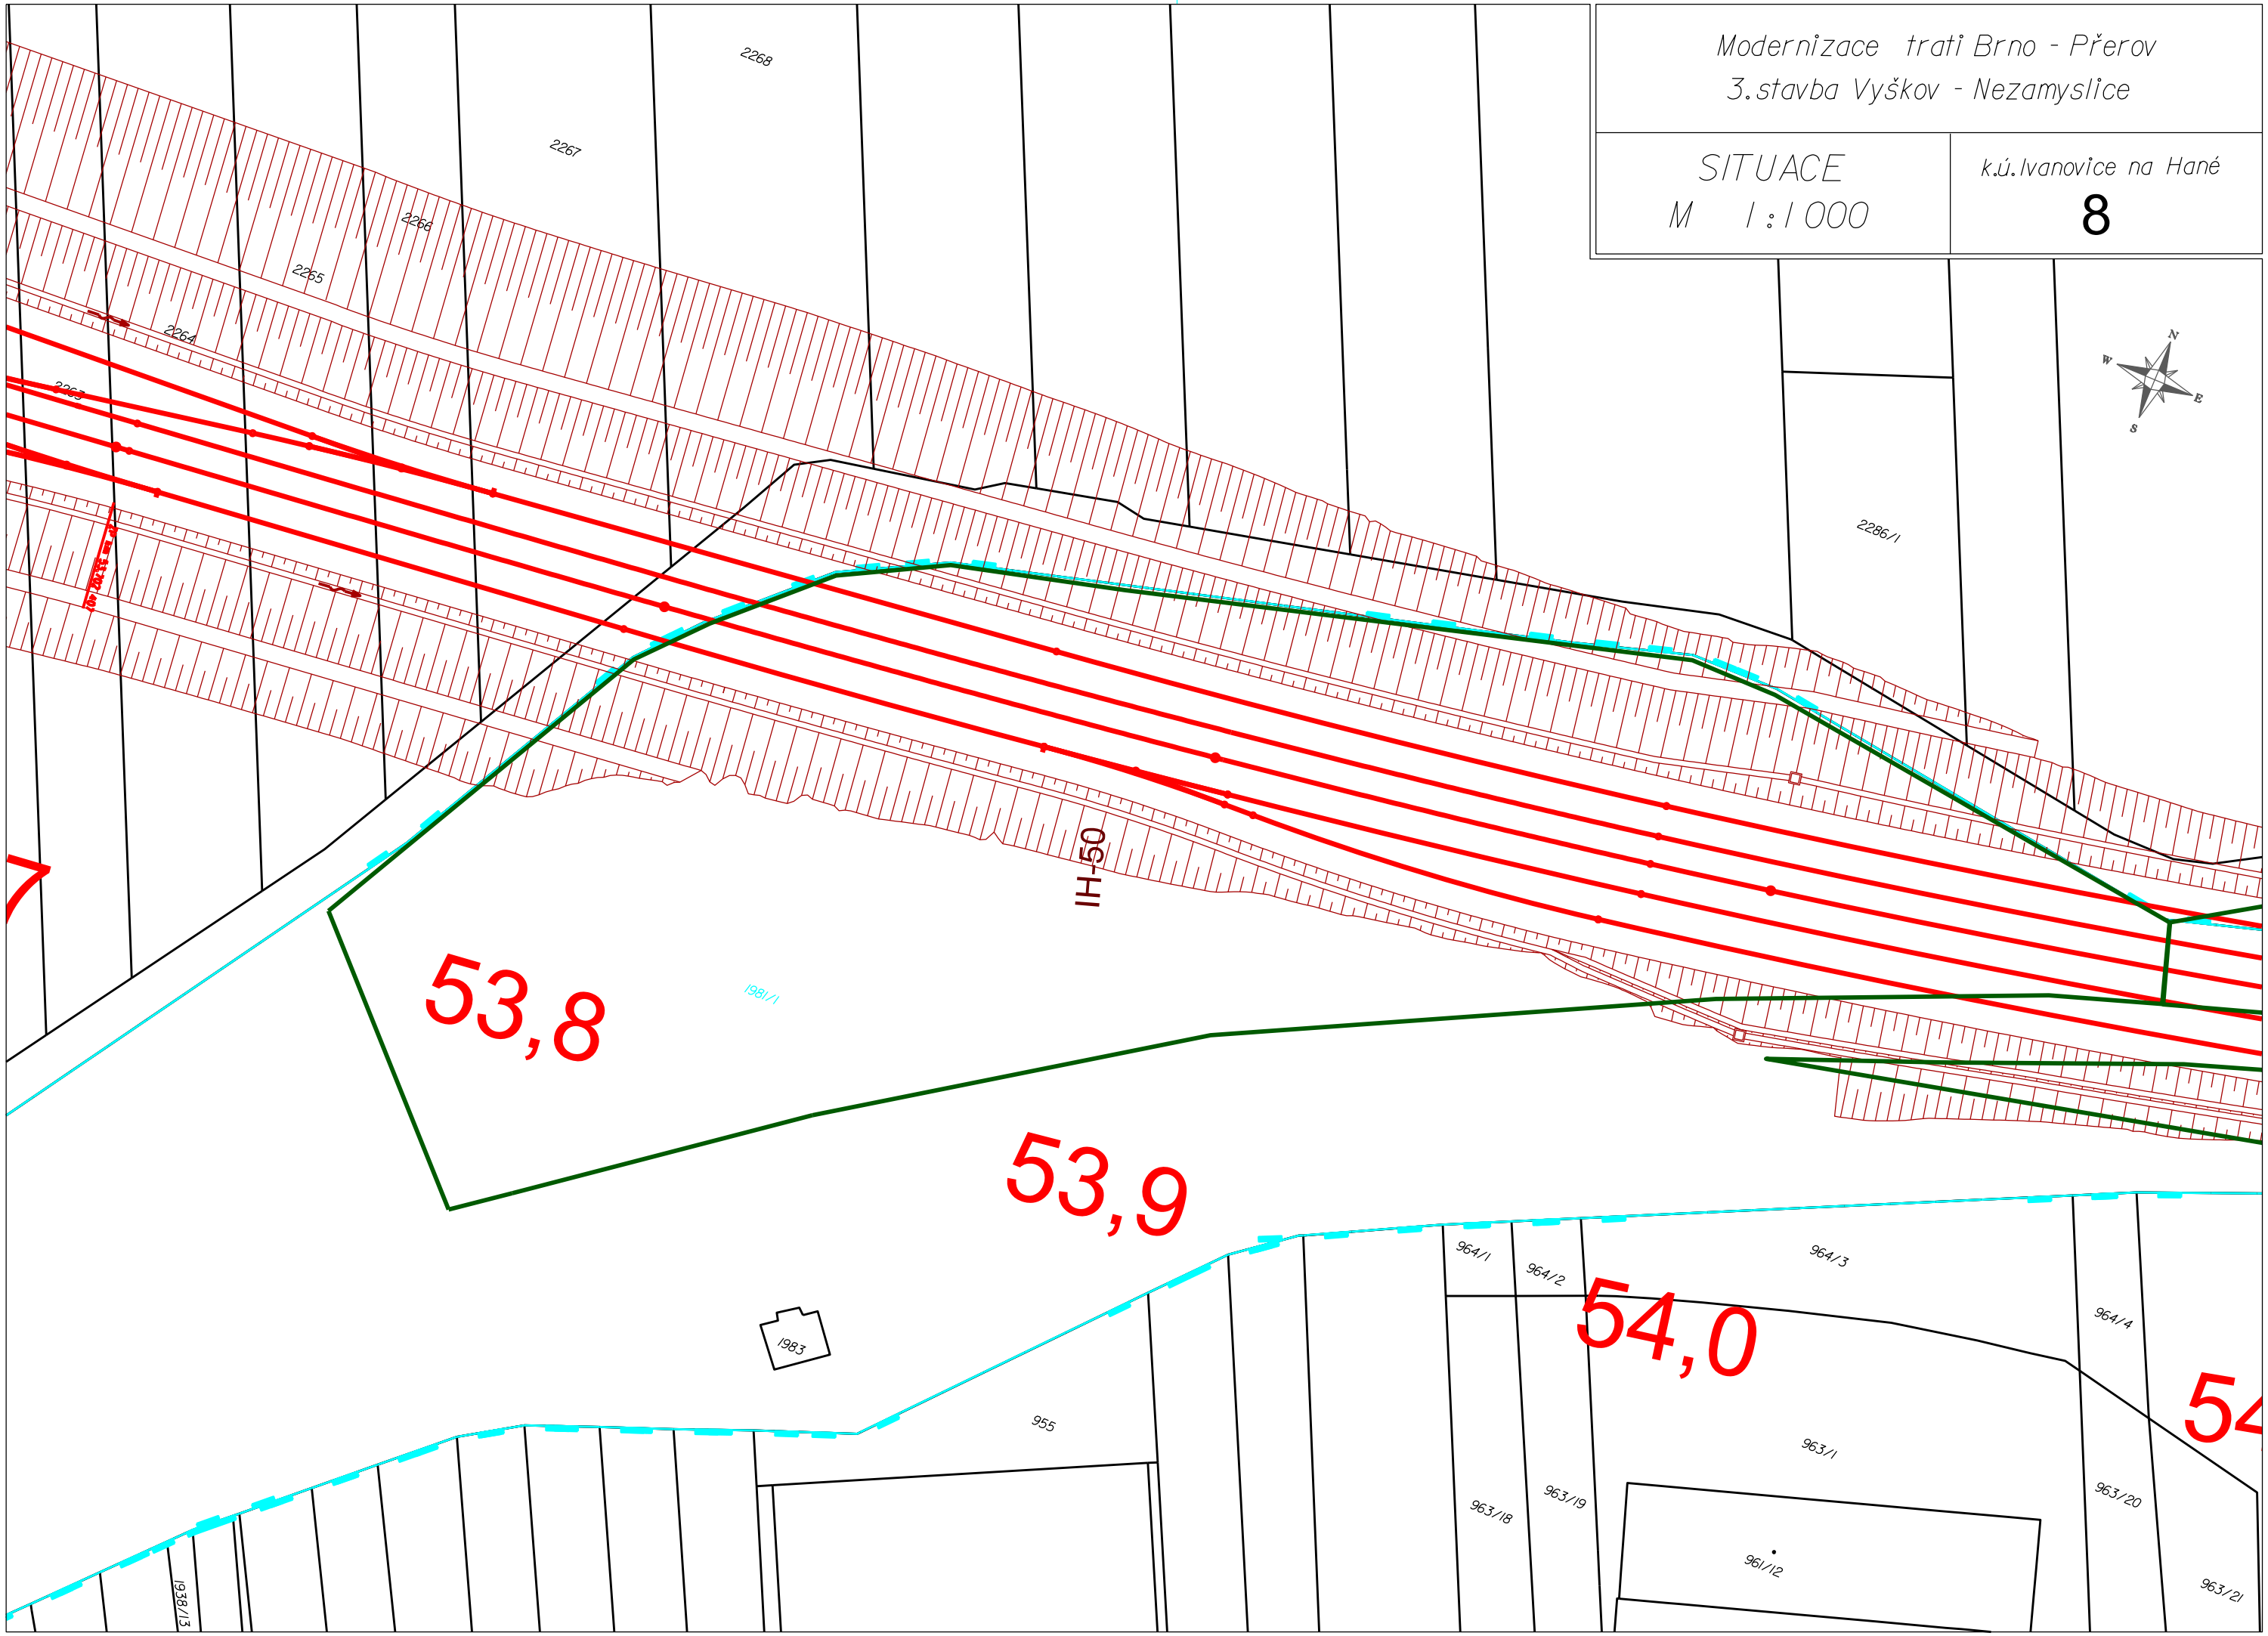 Modernizace trati Brno - Přerov
3.stavba Vyškov - Nezamyslice
SITUACE
M 1:1000
k.ú.Ivanovice na Hané
8
N
W
E
S
2268
2267
2266
2265
2264
2263
2286/1
7
IH-50
53,8
1981/1
53,9
54,0
54
964/1
964/2
964/3
964/4
1983
955
963/1
963/18
963/19
963/20
961/12
963/21
1938/13